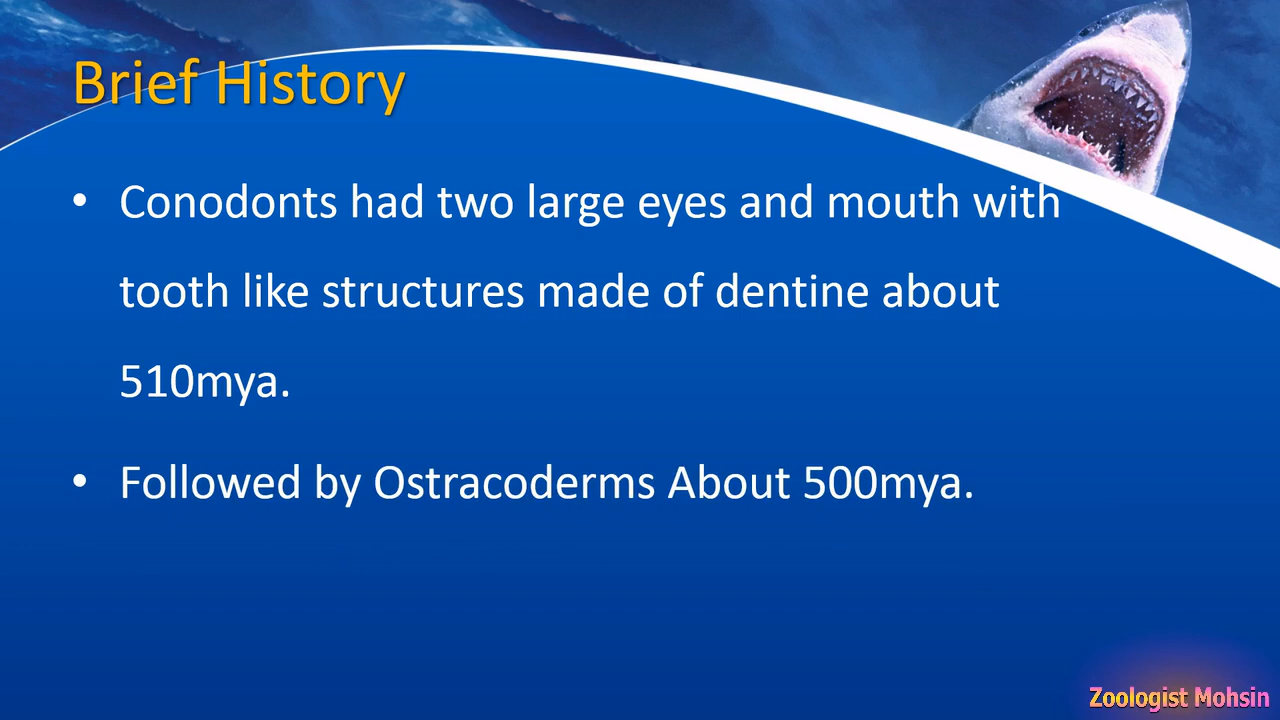 Brief History
• Conodonts had two large eyes and mouth with
tooth like structures made of dentine about
510mya.
• Followed by Ostracoderms About 500mya.
Zoologist Mohsin